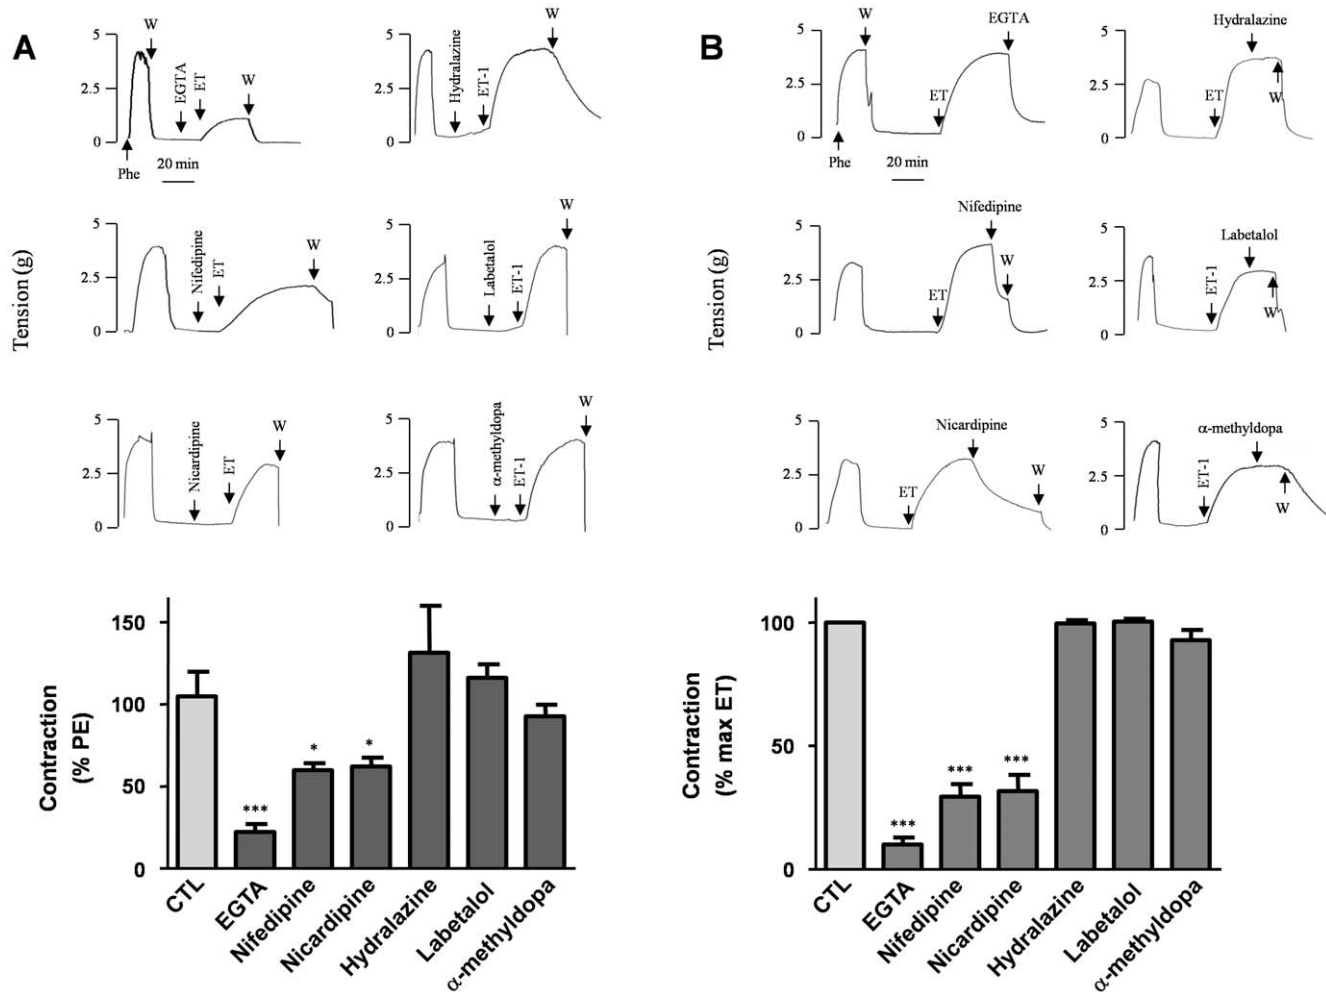 A
5
2.5
0
Phe
W
EGTA
ET
W
20 min
5
2.5
0
Hydralazine
ET-1
W
Tension (g)
5
2.5
0
Nifedipine
ET
W
5
2.5
0
Labetalol
ET-1
W
5
2.5
0
Nicardipine
ET
W
5
2.5
0
α-methyldopa
ET-1
W
Contraction
(% PE)
150
100
50
0
***
*
*
CTL
EGTA
Nifedipine
Nicardipine
Hydralazine
Labetalol
α-methyldopa
B
5
2.5
0
Phe
W
ET
EGTA
20 min
5
2.5
0
ET
Hydralazine
W
Tension (g)
5
2.5
0
ET
Nifedipine
W
5
2.5
0
ET-1
Labetalol
W
5
2.5
0
ET
Nicardipine
W
5
2.5
0
ET-1
α-methyldopa
W
Contraction
(% max ET)
100
50
0
***
***
***
CTL
EGTA
Nifedipine
Nicardipine
Hydralazine
Labetalol
α-methyldopa